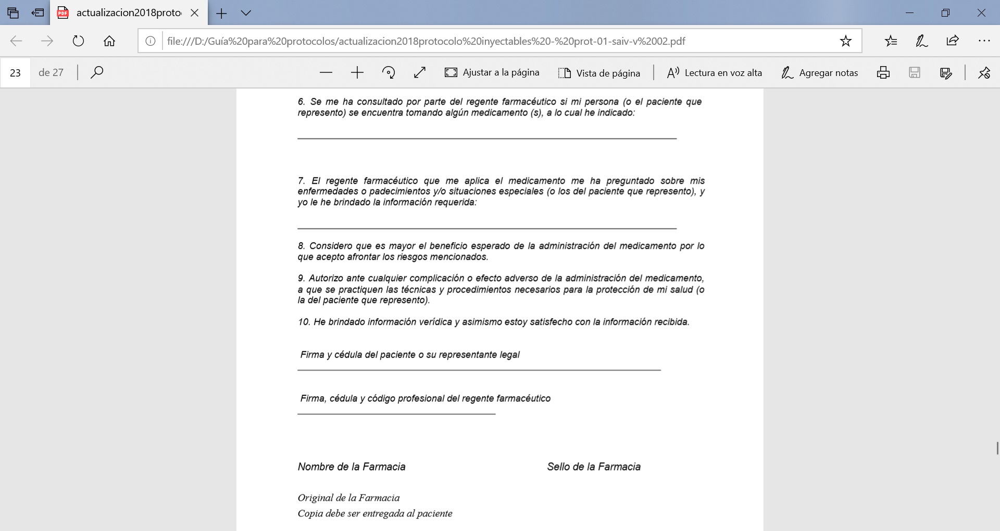 actualizacion2018proto
file:///D:/Guía%20para%20protocolos/actualizacion2018protocolo%20inyectables%20-%20prot-01-saiv-v%2002.pdf
23 de 27 Ajustar a la página Vista de página Lectura en voz alta Agregar notas
6. Se me ha consultado por parte del regente farmacéutico si mi persona (o el paciente que
represento) se encuentra tomando algún medicamento (s), a lo cual he indicado:
7. El regente farmacéutico que me aplica el medicamento me ha preguntado sobre mis
enfermedades o padecimientos y/o situaciones especiales (o los del paciente que represento), y
yo le he brindado la información requerida:
8. Considero que es mayor el beneficio esperado de la administración del medicamento por lo
que acepto afrontar los riesgos mencionados.
9. Autorizo ante cualquier complicación o efecto adverso de la administración del medicamento,
a que se practiquen las técnicas y procedimientos necesarios para la protección de mi salud (o
la del paciente que represento).
10. He brindado información verídica y asimismo estoy satisfecho con la información recibida.
Firma y cédula del paciente o su representante legal
Firma, cédula y código profesional del regente farmacéutico
Nombre de la Farmacia Sello de la Farmacia
Original de la Farmacia
Copia debe ser entregada al paciente